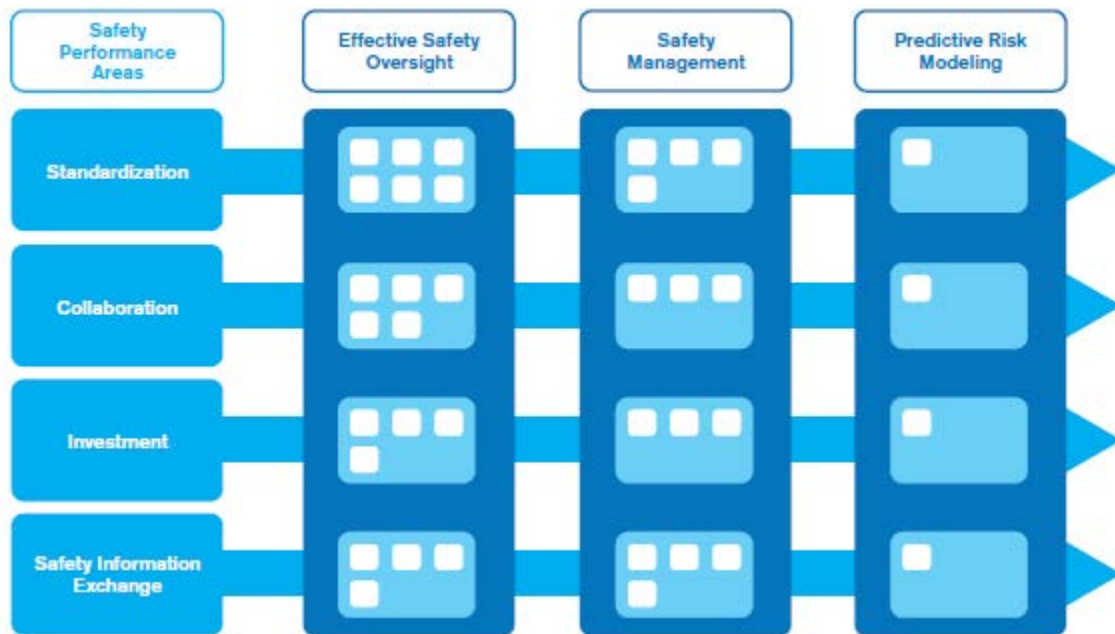 Safety
Performance
Areas
Effective Safety
Oversight
Safety
Management
Predictive Risk
Modeling
Standardization
Collaboration
Investment
Safety Information
Exchange